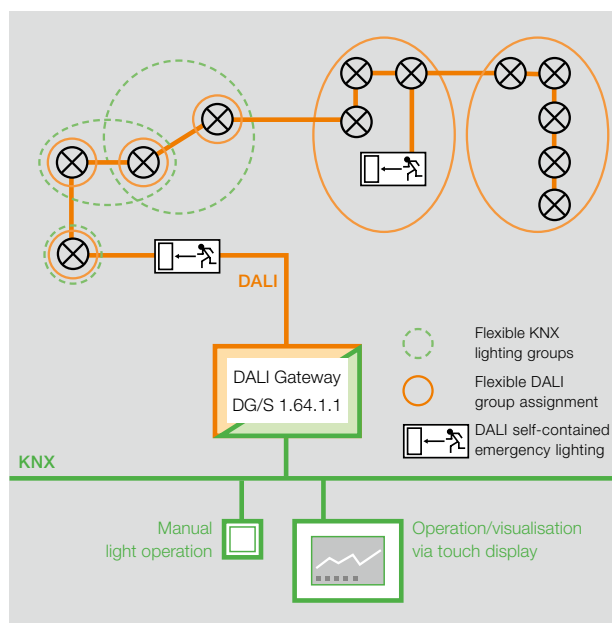 DALI
DALI Gateway
DG/S 1.64.1.1
Flexible KNX
lighting groups
Flexible DALI
group assignment
DALI self-contained
emergency lighting
KNX
Manual
light operation
Operation/visualisation
via touch display